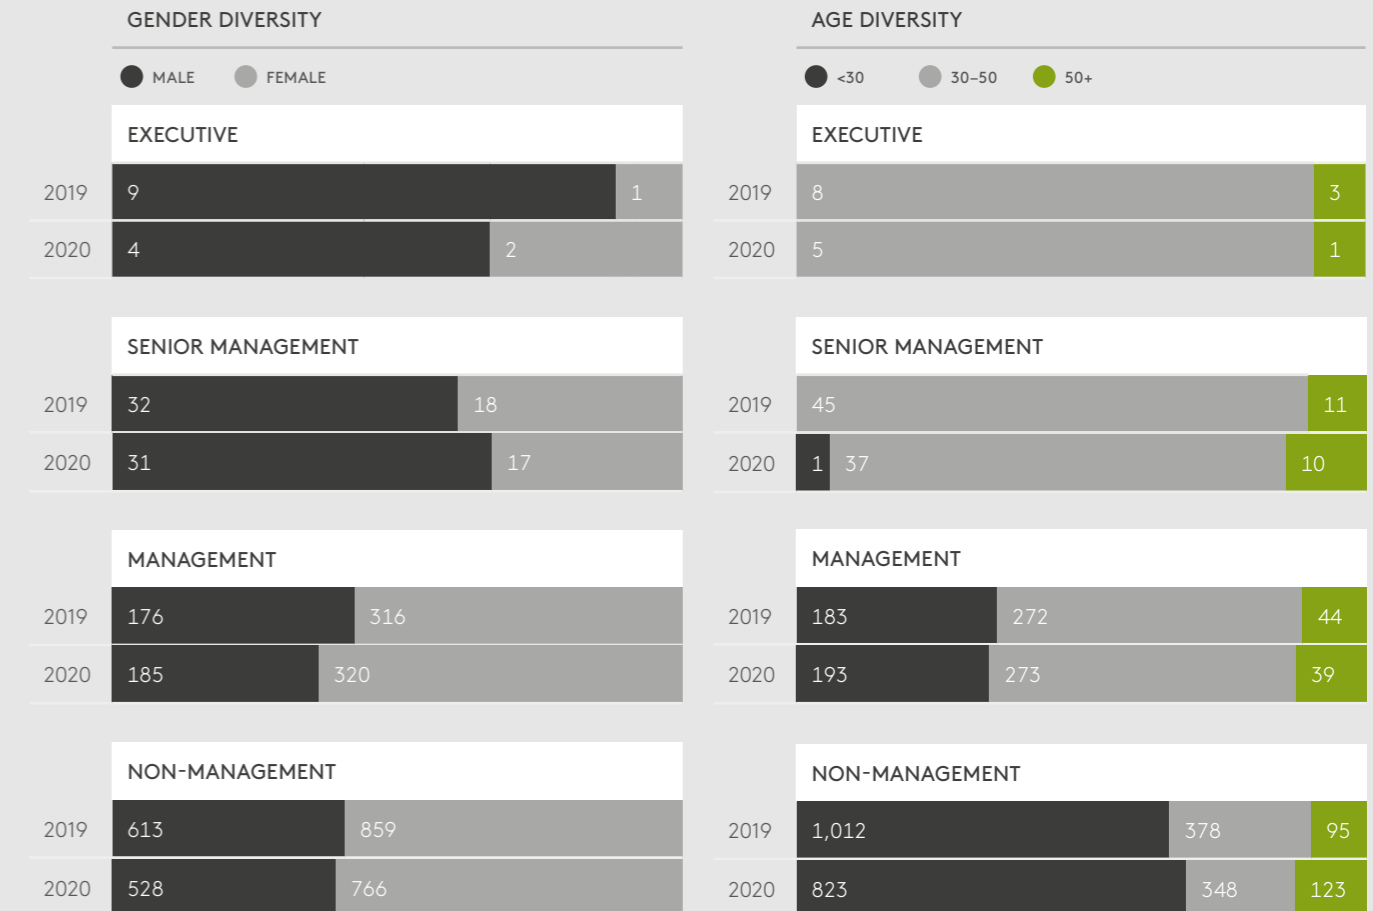 GENDER DIVERSITY
MALE FEMALE
EXECUTIVE
2019 9 1
2020 4 2
SENIOR MANAGEMENT
2019 32 18
2020 31 17
MANAGEMENT
2019 176 316
2020 185 320
NON-MANAGEMENT
2019 613 859
2020 528 766
AGE DIVERSITY
<30 30–50 50+
EXECUTIVE
2019 8 3
2020 5 1
SENIOR MANAGEMENT
2019 45 11
2020 1 37 10
MANAGEMENT
2019 183 272 44
2020 193 273 39
NON-MANAGEMENT
2019 1,012 378 95
2020 823 348 123